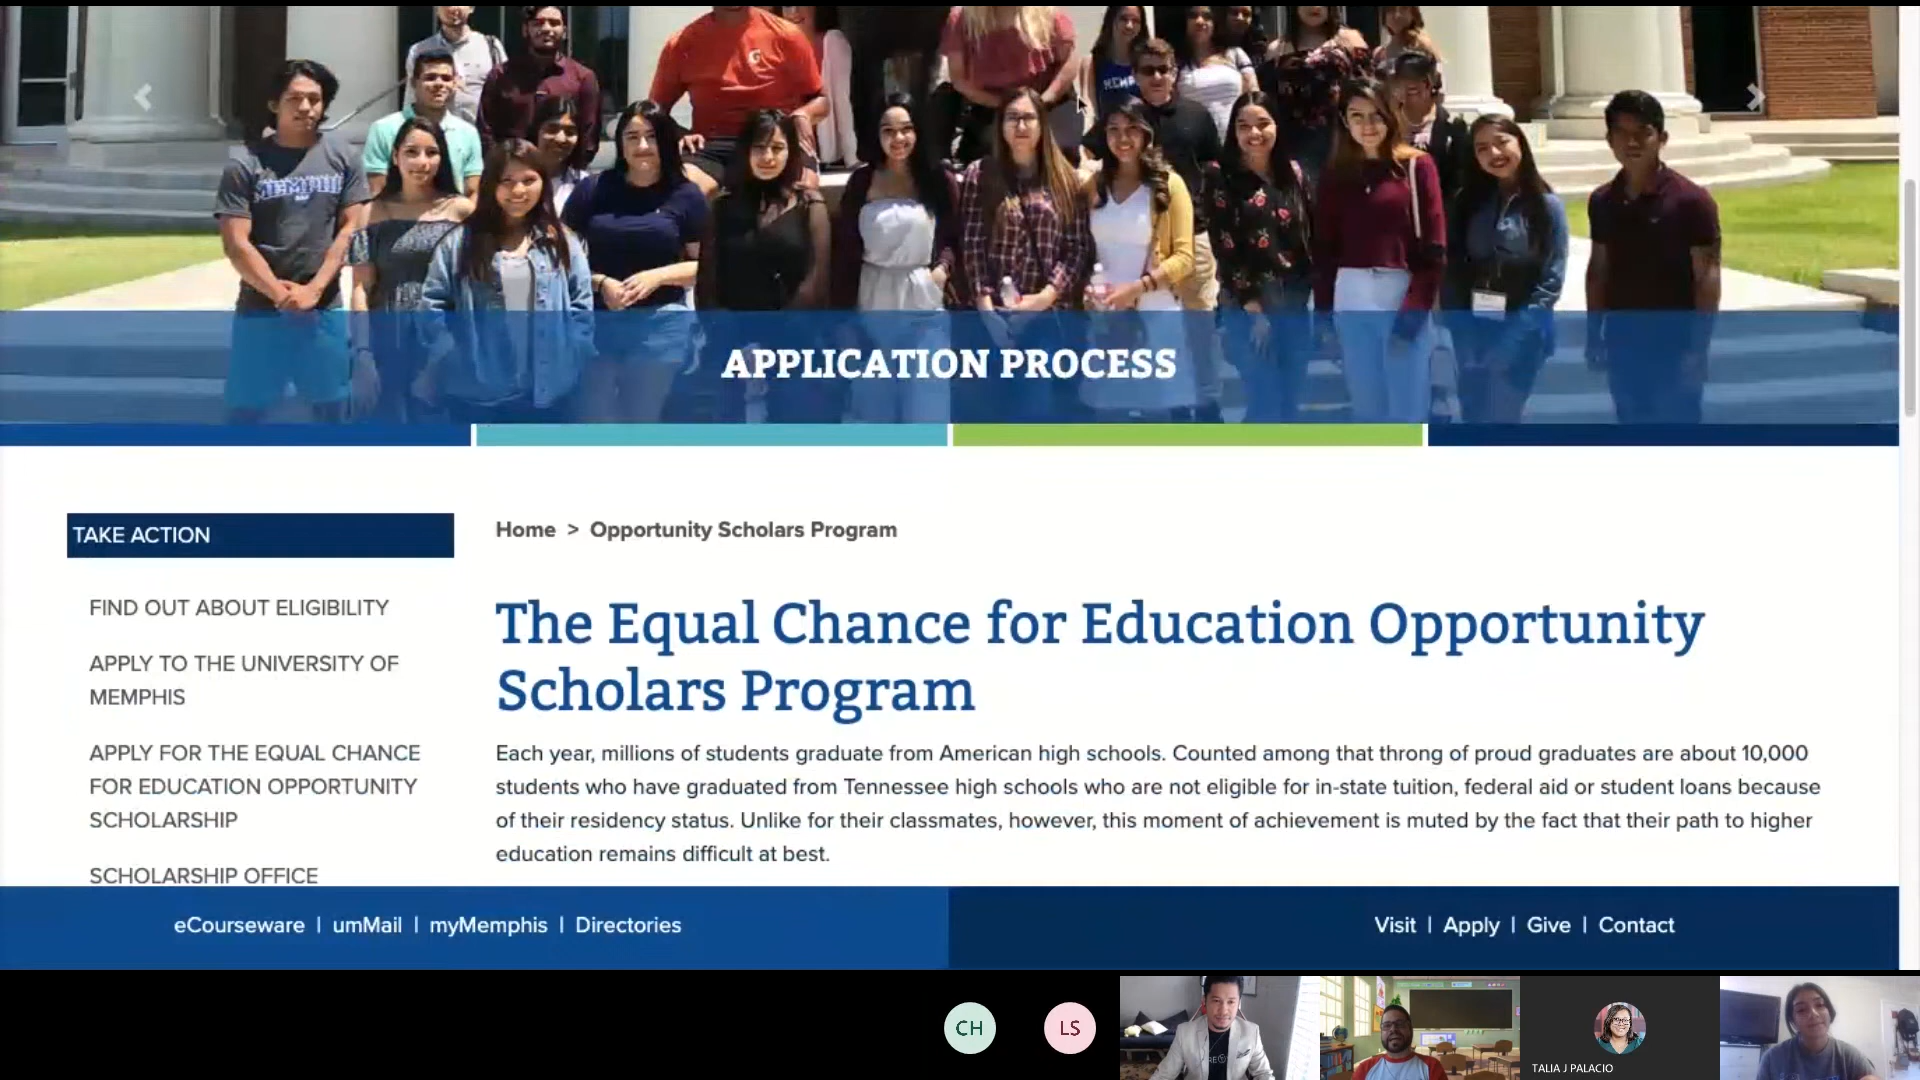 MEMPHIS
APPLICATION PROCESS
TAKE ACTION
FIND OUT ABOUT ELIGIBILITY
APPLY TO THE UNIVERSITY OF
MEMPHIS
APPLY FOR THE EQUAL CHANCE
FOR EDUCATION OPPORTUNITY
SCHOLARSHIP
SCHOLARSHIP OFFICE
Home > Opportunity Scholars Program
The Equal Chance for Education Opportunity
Scholars Program
Each year, millions of students graduate from American high schools. Counted among that throng of proud graduates are about 10,000
students who have graduated from Tennessee high schools who are not eligible for in-state tuition, federal aid or student loans because
of their residency status. Unlike for their classmates, however, this moment of achievement is muted by the fact that their path to higher
education remains difficult at best.
eCourseware | umMail | myMemphis | Directories
Visit | Apply | Give | Contact
CH
LS
TALIA J PALACIO